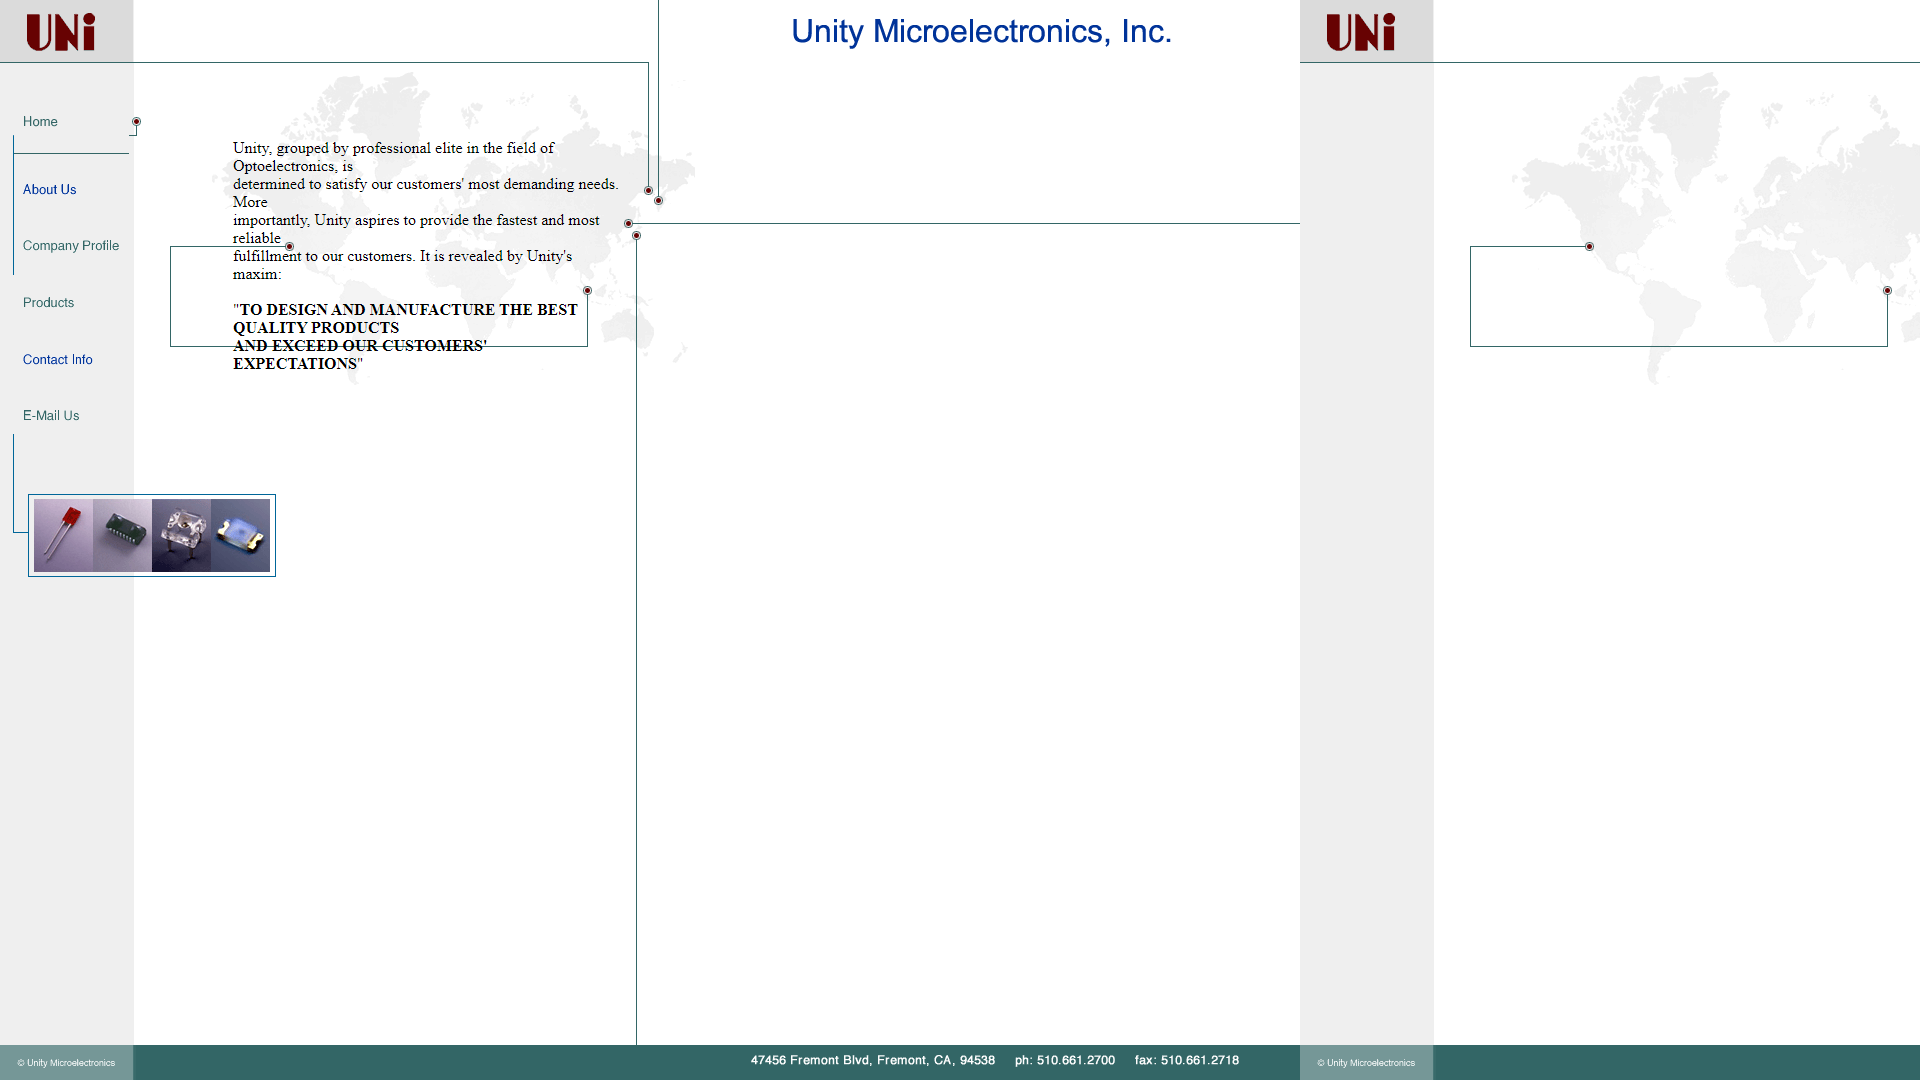 UNi
Unity Microelectronics, Inc.
UNi
Home
About Us
Company Profile
Products
Contact Info
E-Mail Us
Unity, grouped by professional elite in the field of
Optoelectronics, is
determined to satisfy our customers' most demanding needs.
More
importantly, Unity aspires to provide the fastest and most
reliable
fulfillment to our customers. It is revealed by Unity's
maxim:
"TO DESIGN AND MANUFACTURE THE BEST
QUALITY PRODUCTS
AND EXCEED OUR CUSTOMERS'
EXPECTATIONS"
© Unity Microelectronics
47456 Fremont Blvd, Fremont, CA, 94538 ph: 510.661.2700 fax: 510.661.2718
© Unity Microelectronics